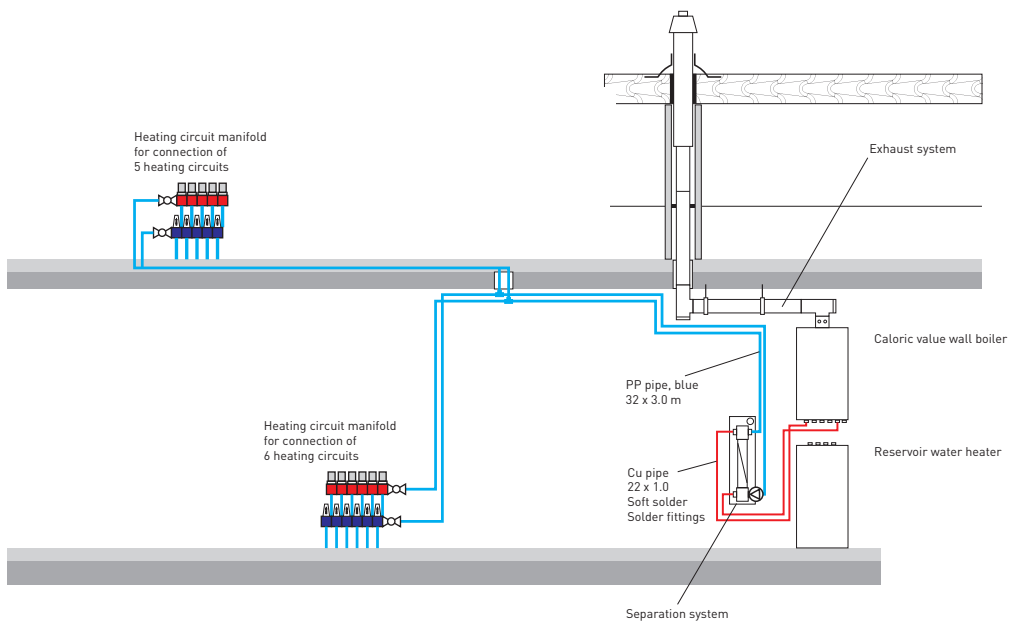 Heating circuit manifold
for connection of
5 heating circuits
Exhaust system
Caloric value wall boiler
PP pipe, blue
32 x 3.0 m
Heating circuit manifold
for connection of
6 heating circuits
Reservoir water heater
Cu pipe
22 x 1.0
Soft solder
Solder fittings
Separation system